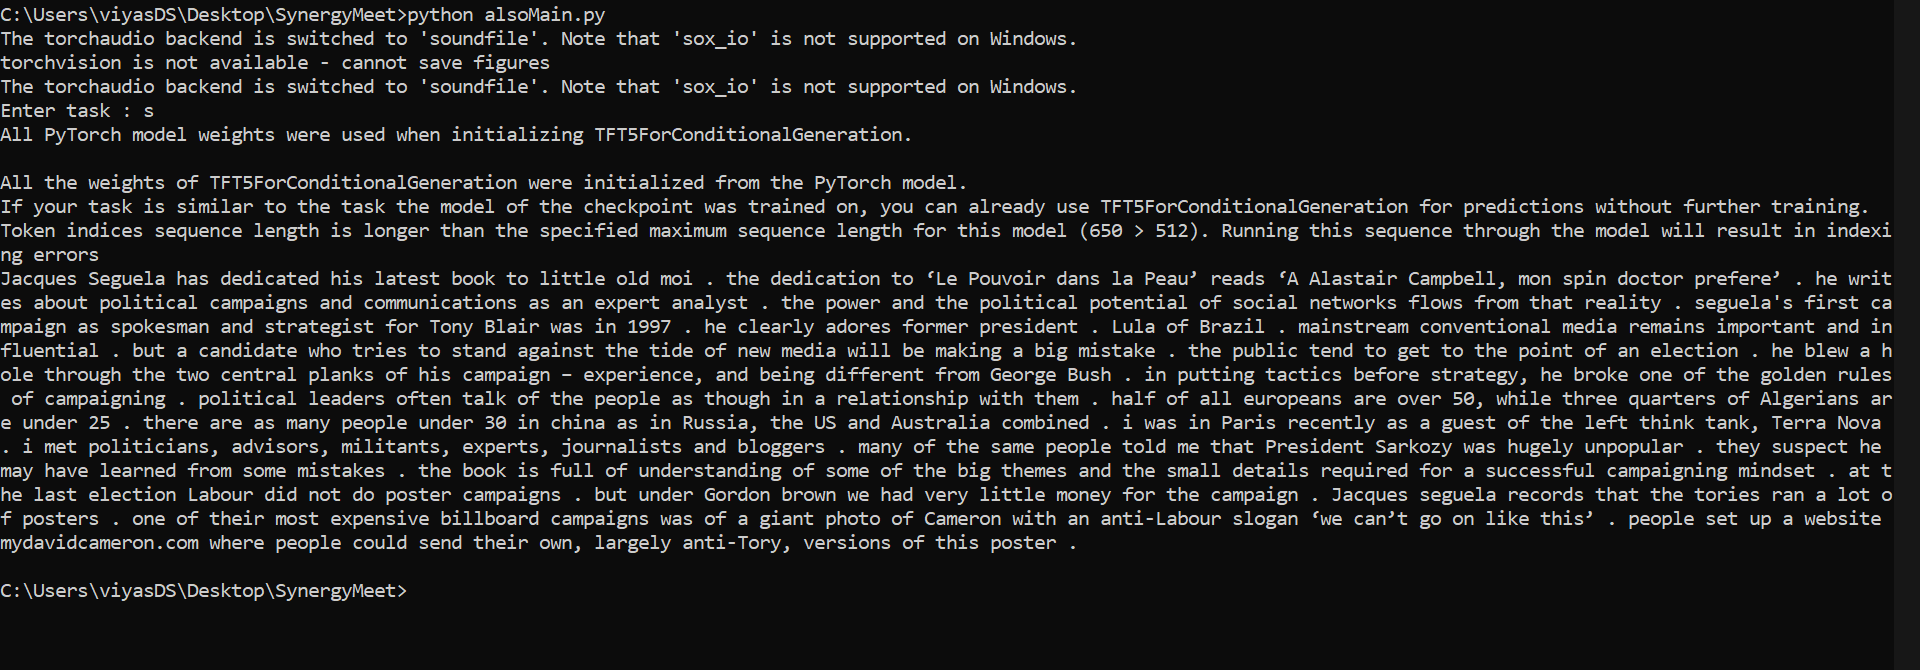 C:\Users\viyasDS\Desktop\SynergyMeet>python alsoMain.py
The torchaudio backend is switched to 'soundfile'. Note that 'sox_io' is not supported on Windows.
torchvision is not available - cannot save figures
The torchaudio backend is switched to 'soundfile'. Note that 'sox_io' is not supported on Windows.
Enter task : s
All PyTorch model weights were used when initializing TFT5ForConditionalGeneration.
All the weights of TFT5ForConditionalGeneration were initialized from the PyTorch model.
If your task is similar to the task the model of the checkpoint was trained on, you can already use TFT5ForConditionalGeneration for predictions without further training.
Token indices sequence length is longer than the specified maximum sequence length for this model (650 > 512). Running this sequence through the model will result in indexi
ng errors
Jacques Seguela has dedicated his latest book to little old moi . the dedication to ‘Le Pouvoir dans la Peau’ reads ‘A Alastair Campbell, mon spin doctor prefere’ . he writ
es about political campaigns and communications as an expert analyst . the power and the political potential of social networks flows from that reality . seguela's first ca
mpaign as spokesman and strategist for Tony Blair was in 1997 . he clearly adores former president . Lula of Brazil . mainstream conventional media remains important and in
fluential . but a candidate who tries to stand against the tide of new media will be making a big mistake . the public tend to get to the point of an election . he blew a h
ole through the two central planks of his campaign – experience, and being different from George Bush . in putting tactics before strategy, he broke one of the golden rules
 of campaigning . political leaders often talk of the people as though in a relationship with them . half of all europeans are over 50, while three quarters of Algerians ar
e under 25 . there are as many people under 30 in china as in Russia, the US and Australia combined . i was in Paris recently as a guest of the left think tank, Terra Nova
. i met politicians, advisors, militants, experts, journalists and bloggers . many of the same people told me that President Sarkozy was hugely unpopular . they suspect he
may have learned from some mistakes . the book is full of understanding of some of the big themes and the small details required for a successful campaigning mindset . at t
he last election Labour did not do poster campaigns . but under Gordon brown we had very little money for the campaign . Jacques seguela records that the tories ran a lot o
f posters . one of their most expensive billboard campaigns was of a giant photo of Cameron with an anti-Labour slogan ‘we can’t go on like this’ . people set up a website
mydavidcameron.com where people could send their own, largely anti-Tory, versions of this poster .
C:\Users\viyasDS\Desktop\SynergyMeet>